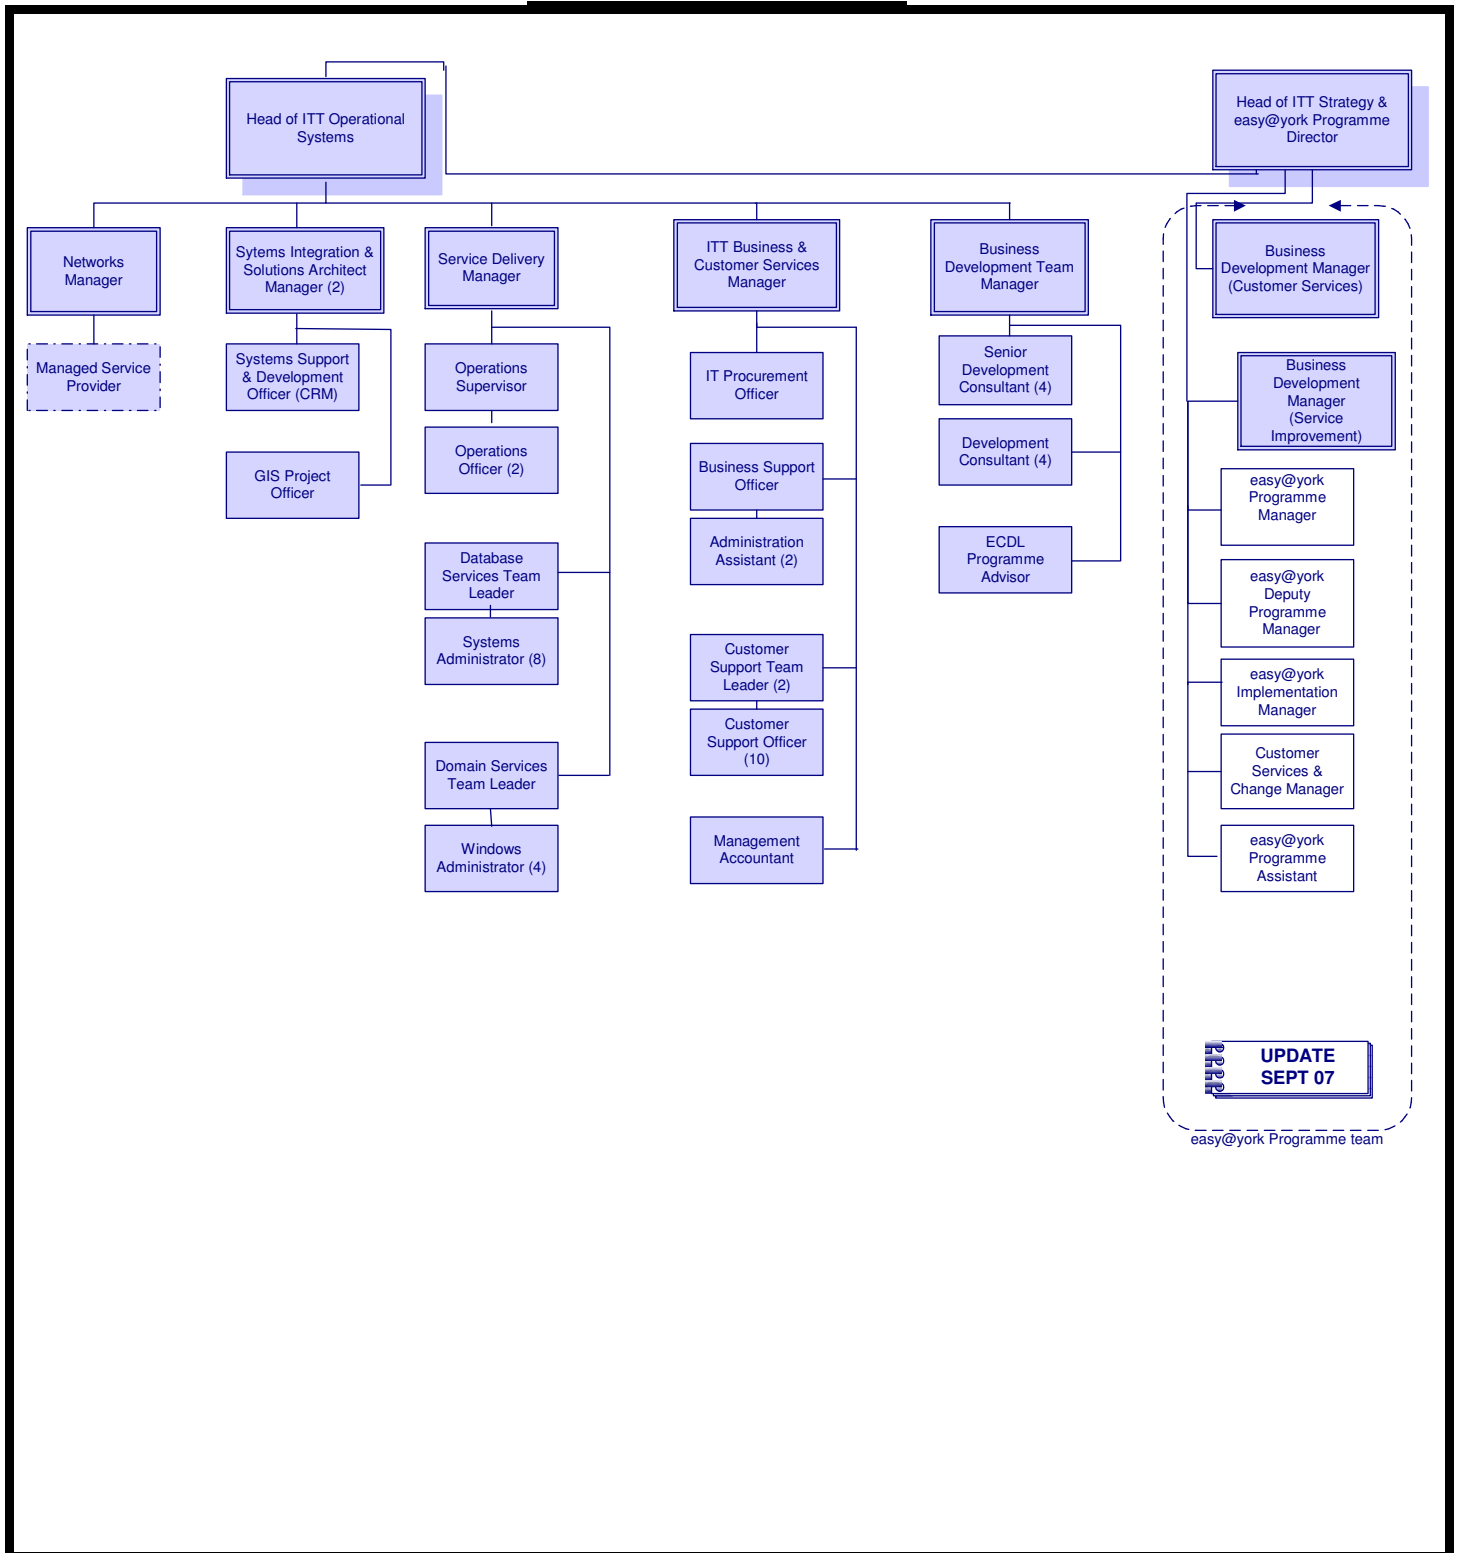 Head of ITT Operational
Systems
Head of ITT Strategy &
easy@york Programme
Director
Networks
Manager
Sytems Integration &
Solutions Architect
Manager (2)
Service Delivery
Manager
ITT Business &
Customer Services
Manager
Business
Development Team
Manager
Business
Development Manager
(Customer Services)
Managed Service
Provider
Systems Support
& Development
Officer (CRM)
GIS Project
Officer
Operations
Supervisor
Operations
Officer (2)
Database
Services Team
Leader
Systems
Administrator (8)
Domain Services
Team Leader
Windows
Administrator (4)
IT Procurement
Officer
Business Support
Officer
Administration
Assistant (2)
Customer
Support Team
Leader (2)
Customer
Support Officer
(10)
Management
Accountant
Senior
Development
Consultant (4)
Development
Consultant (4)
ECDL
Programme
Advisor
Business
Development
Manager
(Service
Improvement)
easy@york
Programme
Manager
easy@york
Deputy
Programme
Manager
easy@york
Implementation
Manager
Customer
Services &
Change Manager
easy@york
Programme
Assistant
UPDATE
SEPT 07
easy@york Programme team